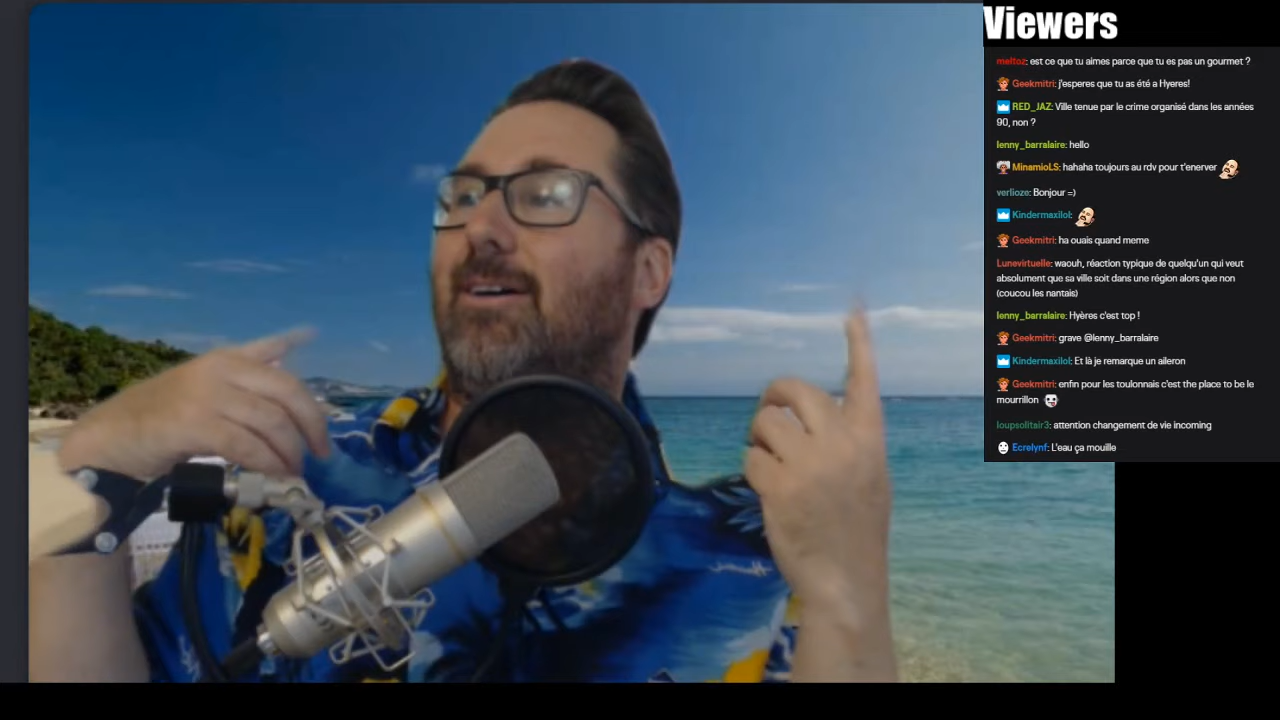 Viewers
meltoz: est ce que tu aimes parce que tu es pas un gourmet ?
Geekmitri: j'esperes que tu as été a Hyeres!
RED_JAZ: Ville tenue par le crime organisé dans les années
90, non ?
lenny_barralaire: hello
MinamioLS: hahaha toujours au rdv pour t'enerver
verlioze: Bonjour =)
Kindermaxilol:
Geekmitri: ha ouais quand meme
Lunevirtuelle: waouh, réaction typique de quelqu'un qui veut
absolument que sa ville soit dans une région alors que non
(coucou les nantais)
lenny_barralaire: Hyères c'est top !
Geekmitri: grave @lenny_barralaire
Kindermaxilol: Et là je remarque un aileron
Geekmitri: enfin pour les toulonnais c'est the place to be le
mourrillon
loupsolitair3: attention changement de vie incoming
Ecrelynf: L'eau ça mouille